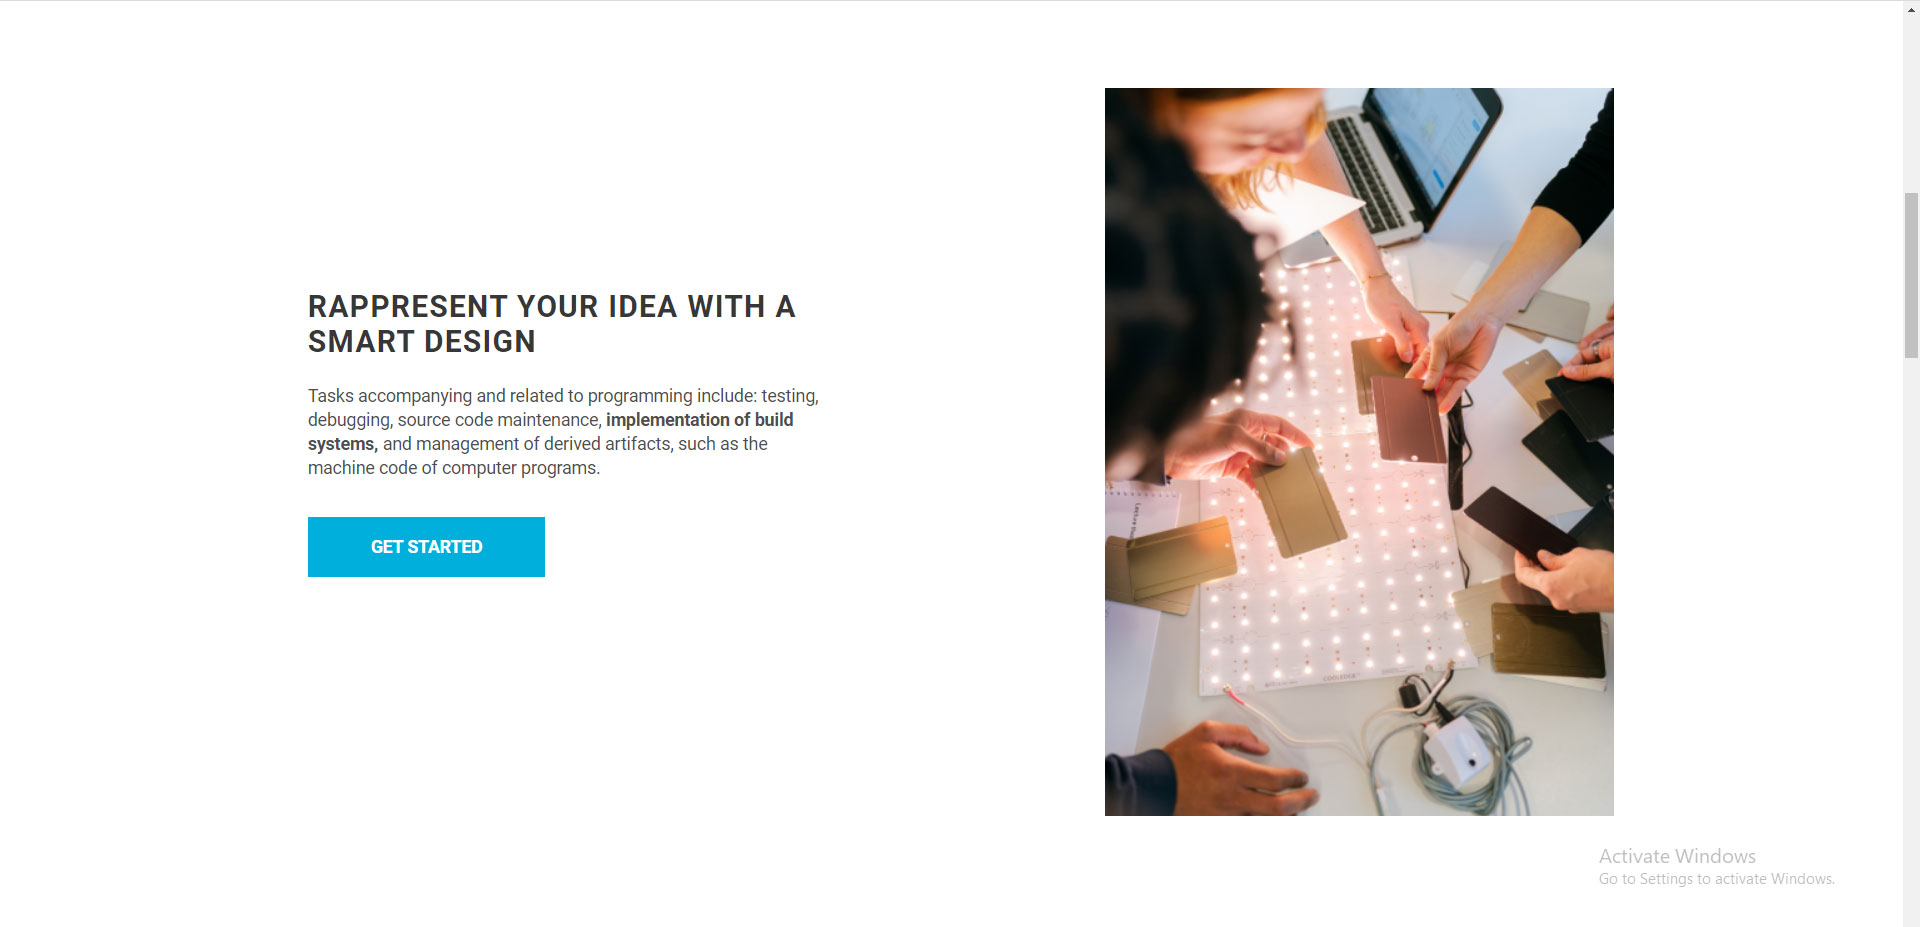 RAPPRESENT YOUR IDEA WITH A
SMART DESIGN
Tasks accompanying and related to programming include: testing,
debugging, source code maintenance, implementation of build
systems, and management of derived artifacts, such as the
machine code of computer programs.
GET STARTED
COOLEDGE
Activate Windows
Go to Settings to activate Windows.